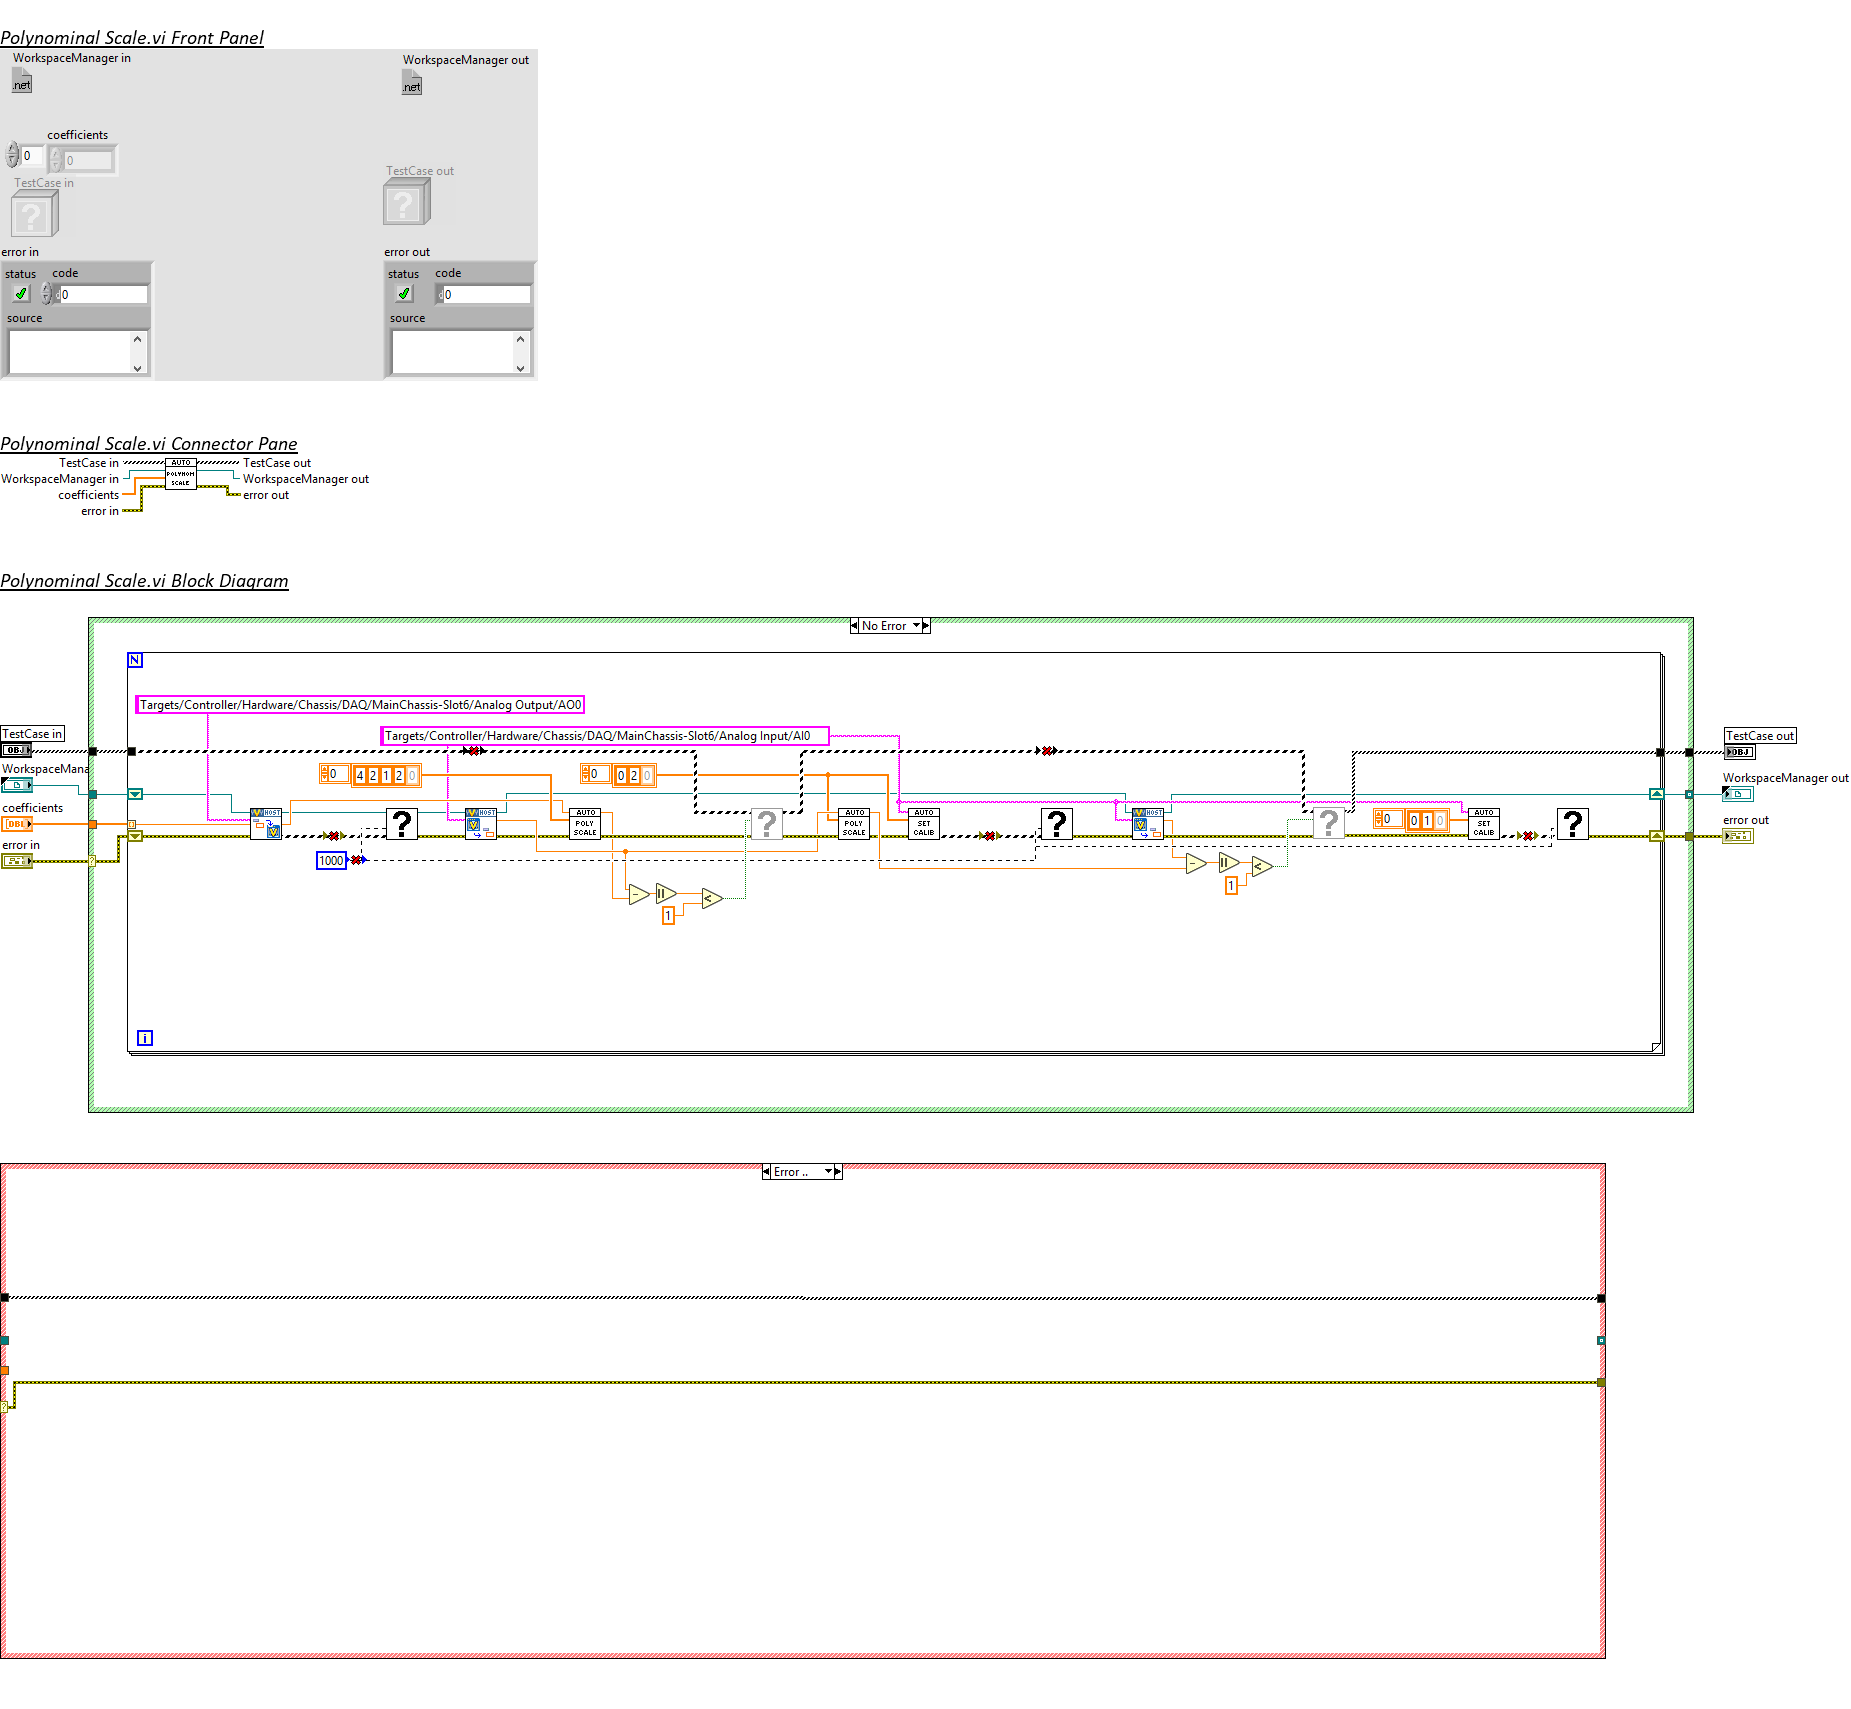 Polynominal Scale.vi Front Panel
WorkspaceManager in
WorkspaceManager out
.net
.net
coefficients
0
0
TestCase in
TestCase out
?
?
error in
error out
status
code
status
code
0
0
source
source
Polynominal Scale.vi Connector Pane
TestCase in
AUTO
TestCase out
WorkspaceManager in
POLYNOM
WorkspaceManager out
SCALE
coefficients
error out
error in
Polynominal Scale.vi Block Diagram
No Error
N
Targets/Controller/Hardware/Chassis/DAQ/MainChassis-Slot6/Analog Output/AO0
Targets/Controller/Hardware/Chassis/DAQ/MainChassis-Slot6/Analog Input/AI0
TestCase in
OBJ
TestCase out
OBJ
WorkspaceMana
WorkspaceManager out
0
4 2 1 2 0
0
0 2 0
coefficients
DBL
HOST
?
HOST
AUTO
POLY
SCALE
?
AUTO
POLY
SCALE
AUTO
SET
CALIB
?
HOST
?
0
0 1 0
AUTO
SET
CALIB
?
error out
error in
?
1000
1
1
i
Error ..
?